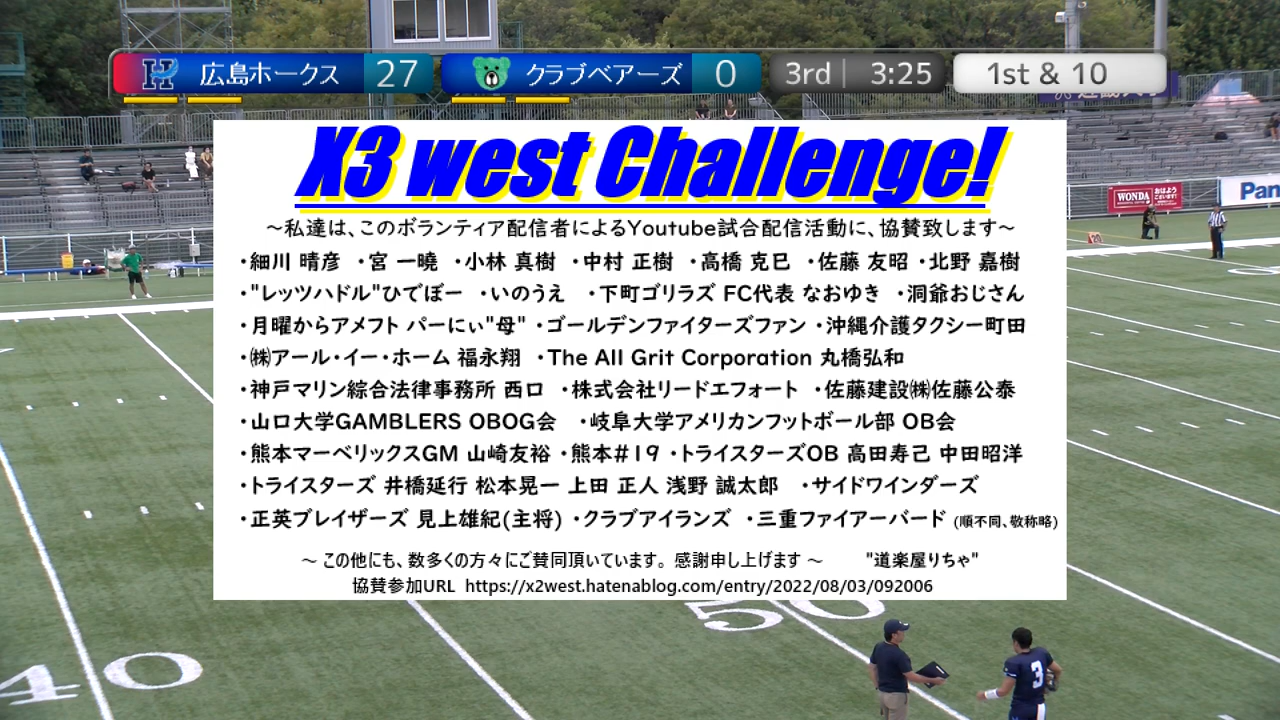 H 広島ホークス 27 クラブベアーズ 0 3rd 3:25 1st & 10
X3 west Challenge!
～私達は、このボランティア配信者によるYoutube試合配信活動に、協賛致します～
・細川 晴彦 ・宮 一曉 ・小林 真樹 ・中村 正樹 ・高橋 克巳 ・佐藤 友昭 ・北野 嘉樹
・"レッツハドル"ひでぼー ・いのうえ ・下町ゴリラズ FC代表 なおゆき ・洞爺おじさん
・月曜からアメフト パーにぃ"母" ・ゴールデンファイターズファン ・沖縄介護タクシー町田
・㈱アール・イー・ホーム 福永翔 ・The All Grit Corporation 丸橋弘和
・神戸マリン綜合法律事務所 西口 ・株式会社リードエフォート ・佐藤建設㈱佐藤公泰
・山口大学GAMBLERS OBOG会 ・岐阜大学アメリカンフットボール部 OB会
・熊本マーベリックスGM 山崎友裕 ・熊本#19 ・トライスターズOB 高田寿己 中田昭洋
・トライスターズ 井橋延行 松本晃一 上田 正人 浅野 誠太郎 ・サイドワインダーズ
・正英ブレイザーズ 見上雄紀(主将) ・クラブアイランズ ・三重ファイアーバード (順不同、敬称略)
～ この他にも、数多くの方々にご賛同頂いています。感謝申し上げます ～ "道楽屋りちゃ"
協賛参加URL https://x2west.hatenablog.com/entry/2022/08/03/092006
WONDA おはようございます!
Pan
20
50
40
3